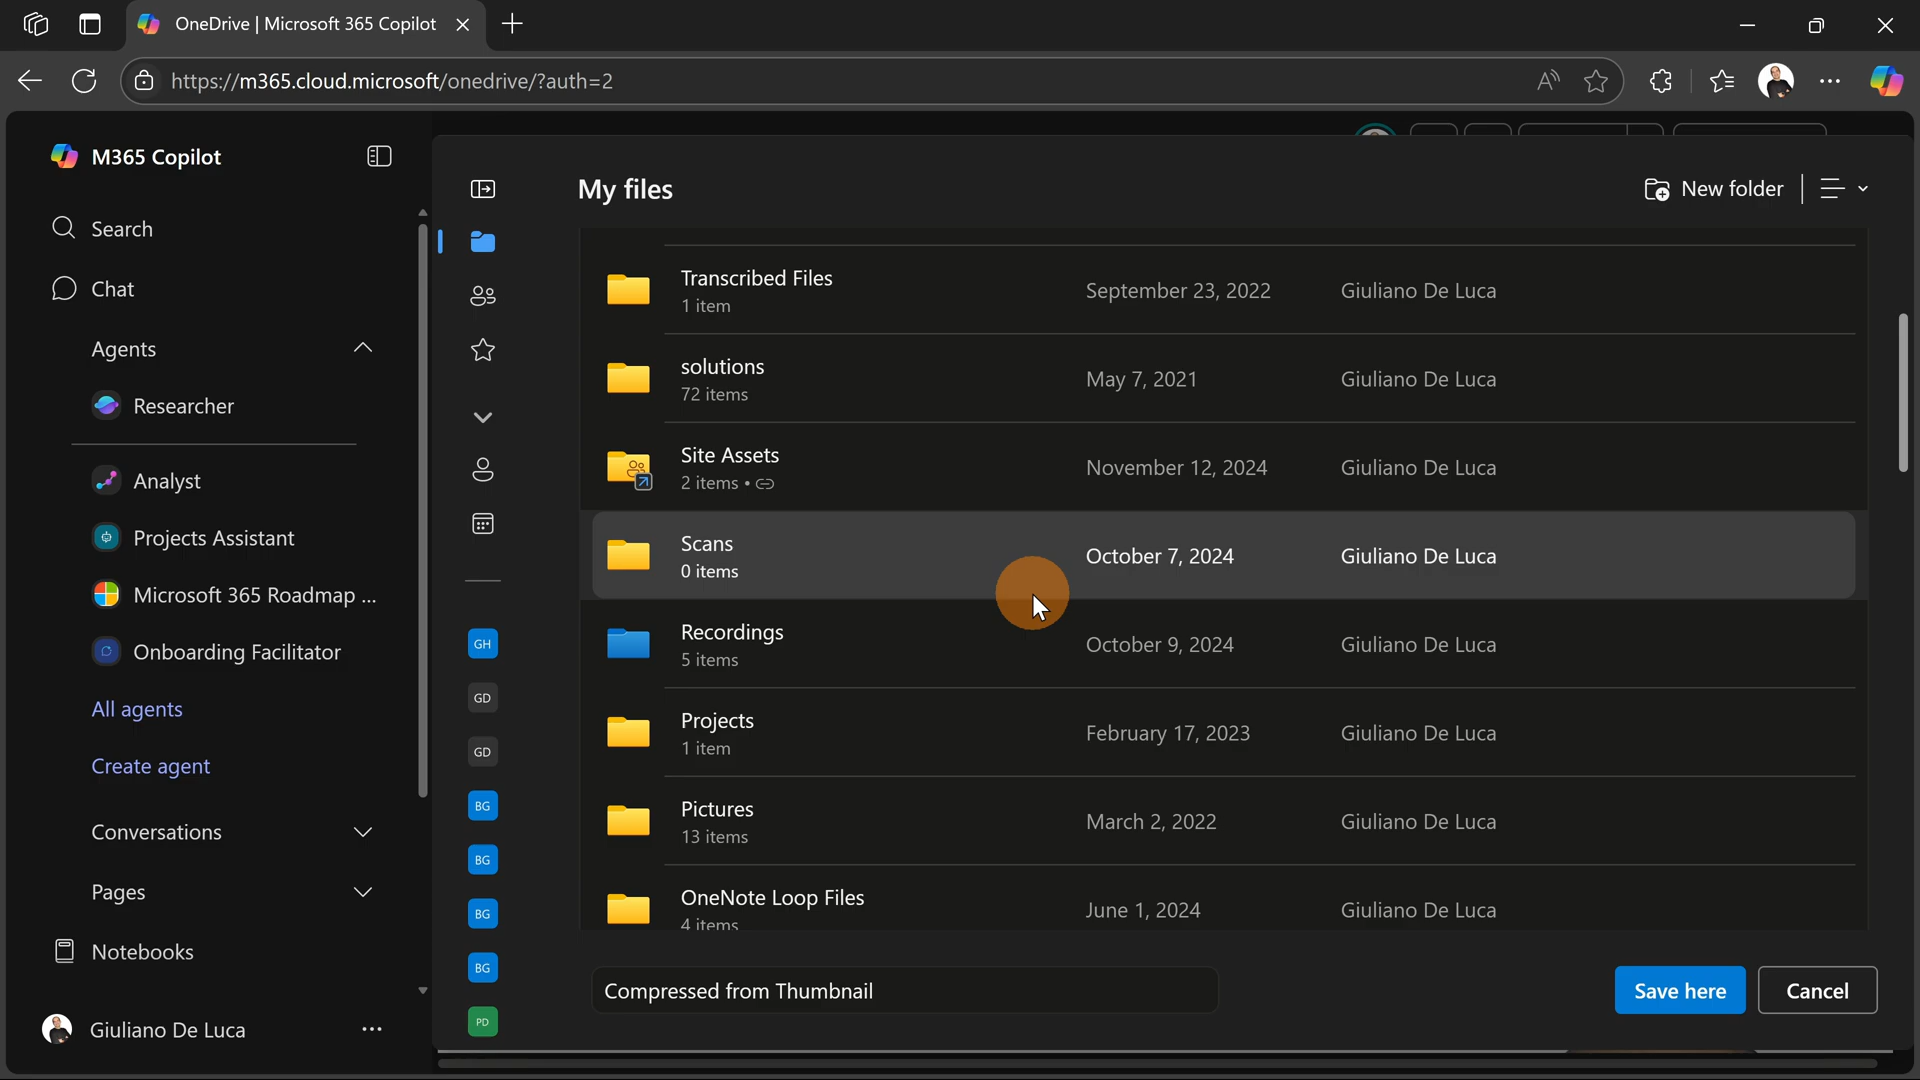 OneDrive | Microsoft 365 Copilot
https://m365.cloud.microsoft/onedrive/?auth=2
M365 Copilot
Search
Chat
Agents
Researcher
Analyst
Projects Assistant
Microsoft 365 Roadmap ...
Onboarding Facilitator
All agents
Create agent
Conversations
Pages
Notebooks
Giuliano De Luca
GH
GD
GD
BG
BG
BG
BG
PD
My files
New folder
Transcribed Files
1 item
September 23, 2022
Giuliano De Luca
solutions
72 items
May 7, 2021
Giuliano De Luca
Site Assets
2 items •
November 12, 2024
Giuliano De Luca
Scans
0 items
October 7, 2024
Giuliano De Luca
Recordings
5 items
October 9, 2024
Giuliano De Luca
Projects
1 item
February 17, 2023
Giuliano De Luca
Pictures
13 items
March 2, 2022
Giuliano De Luca
OneNote Loop Files
4 items
June 1, 2024
Giuliano De Luca
Compressed from Thumbnail
Save here
Cancel